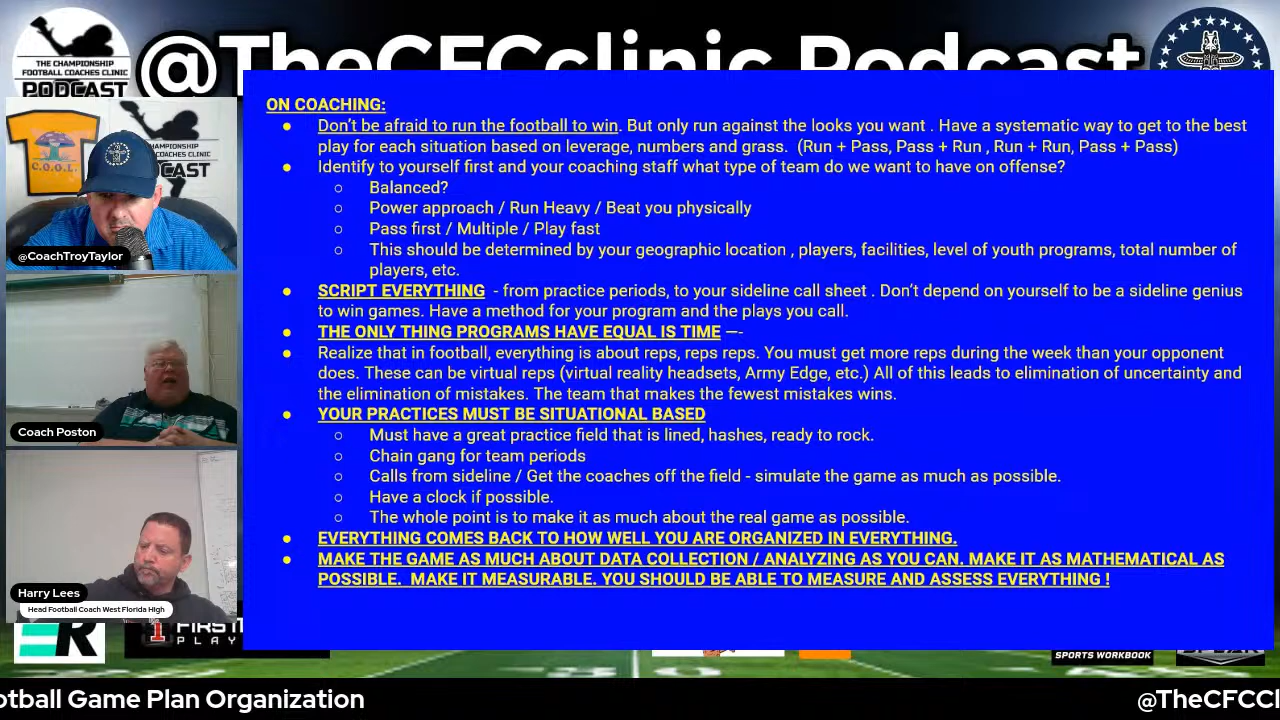 THE CHAMPIONSHIP
FOOTBALL COACHES CLINIC
PODCAST
@TheCFCclinic Podcast
C.O.O.L.
CHAMPIONSHIP
CAST
@CoachTroyTaylor
Coach Poston
Harry Lees
Head Football Coach West Florida High
ON COACHING:
● Don't be afraid to run the football to win. But only run against the looks you want . Have a systematic way to get to the best
play for each situation based on leverage, numbers and grass. (Run + Pass, Pass + Run , Run + Run, Pass + Pass)
● Identify to yourself first and your coaching staff what type of team do we want to have on offense?
○ Balanced?
○ Power approach / Run Heavy / Beat you physically
○ Pass first / Multiple / Play fast
○ This should be determined by your geographic location , players, facilities, level of youth programs, total number of
players, etc.
● SCRIPT EVERYTHING - from practice periods, to your sideline call sheet . Don't depend on yourself to be a sideline genius
to win games. Have a method for your program and the plays you call.
● THE ONLY THING PROGRAMS HAVE EQUAL IS TIME —-
● Realize that in football, everything is about reps, reps reps. You must get more reps during the week than your opponent
does. These can be virtual reps (virtual reality headsets, Army Edge, etc.) All of this leads to elimination of uncertainty and
the elimination of mistakes. The team that makes the fewest mistakes wins.
● YOUR PRACTICES MUST BE SITUATIONAL BASED
○ Must have a great practice field that is lined, hashes, ready to rock.
○ Chain gang for team periods
○ Calls from sideline / Get the coaches off the field - simulate the game as much as possible.
○ Have a clock if possible.
○ The whole point is to make it as much about the real game as possible.
● EVERYTHING COMES BACK TO HOW WELL YOU ARE ORGANIZED IN EVERYTHING.
● MAKE THE GAME AS MUCH ABOUT DATA COLLECTION / ANALYZING AS YOU CAN. MAKE IT AS MATHEMATICAL AS
POSSIBLE. MAKE IT MEASURABLE. YOU SHOULD BE ABLE TO MEASURE AND ASSESS EVERYTHING !
FIRST
PLAY
SPORTS WORKBOOK
otball Game Plan Organization
@TheCFCCl